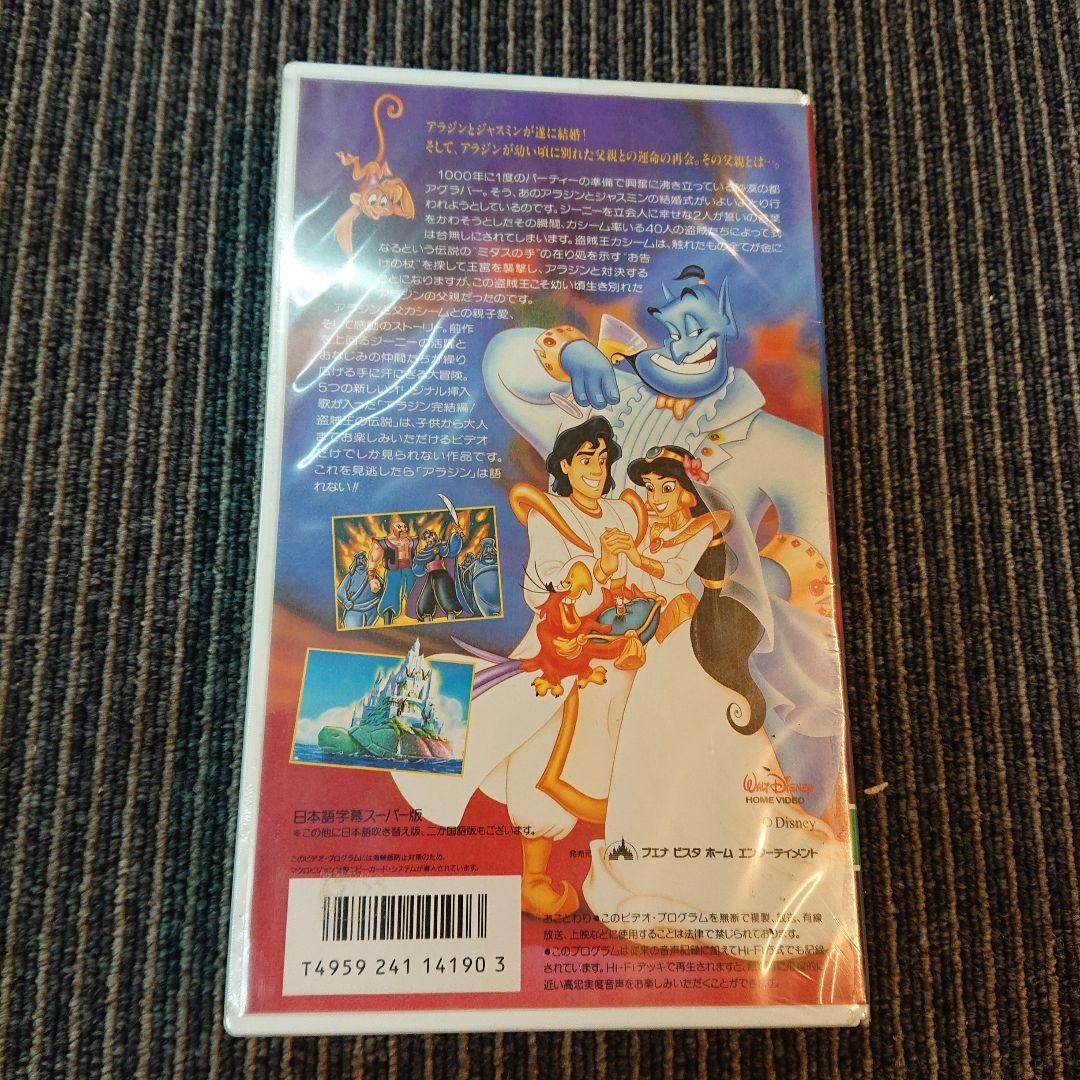 アラジンとジャスミンが遂に結婚!
そして、アラジンが幼い頃に別れた父親との運命の再会。その父親とは…。
1000年に1度のパーティーの準備で興奮に沸き立っている砂漠の都
アグラバー。そう、あのアラジンとジャスミンの結婚式がいよいよとり行
われようとしているのです。ジーニーを立会人に幸せな2人が誓いの言葉
をかわそうとしたその瞬間、カシーム率いる40人の盗賊たちによって式
は台無しにされてしまいます。盗賊王カシームは、触れたもの全てが金に
なるという伝説の“ミダスの手”の在り処を示す“お告
げの杖”を探して王宮を襲撃し、アラジンと対決する
ことになりますが、この盗賊王こそ幼い頃生き別れた
アラジンの父親だったのです。
アラジンと父カシームとの親子愛、
そして感動のストーリー。前作
を上回るジーニーの活躍と
おなじみの仲間たちが繰り
広げる手に汗にぎる大冒険。
5つの新しいオリジナル挿入
歌が入った「アラジン完結編/
盗賊王の伝説」は、子供から大人
までお楽しみいただけるビデオ
だけでしか見られない作品です。
これを見逃したら「アラジン」は語
れない!!
WALT DISNEY
HOME VIDEO
© Disney
日本語字幕スーパー版
※この他に日本語吹き替え版、二か国語版もございます。
このビデオ・プログラムには海賊版防止対策のため、
マクロビジョン コピーガード・システムが導入されています。
発売元 ブエナ ビスタ ホーム エンターテイメント
T4959 241 14190 3
おことわり●このビデオ・プログラムを無断で複製、放送、有線
放送、上映などに使用することは法律で禁じられております。
●このプログラムは従来の音声記録に加えてHi-Fi方式でも記録
されています。Hi-Fiデッキで再生されますと、
近い高忠実度音声をお楽しみいただくことができます。